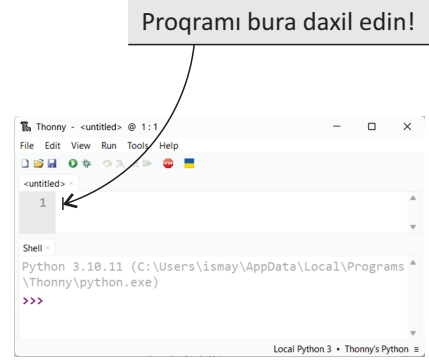 Proqramı bura daxil edin!
Thonny - <untitled> @ 1:1
File Edit View Run Tools Help
<untitled> ×
1
Shell ×
Python 3.10.11 (C:\Users\ismay\AppData\Local\Programs
\Thonny\python.exe)
>>>
Local Python 3 • Thonny's Python ≡